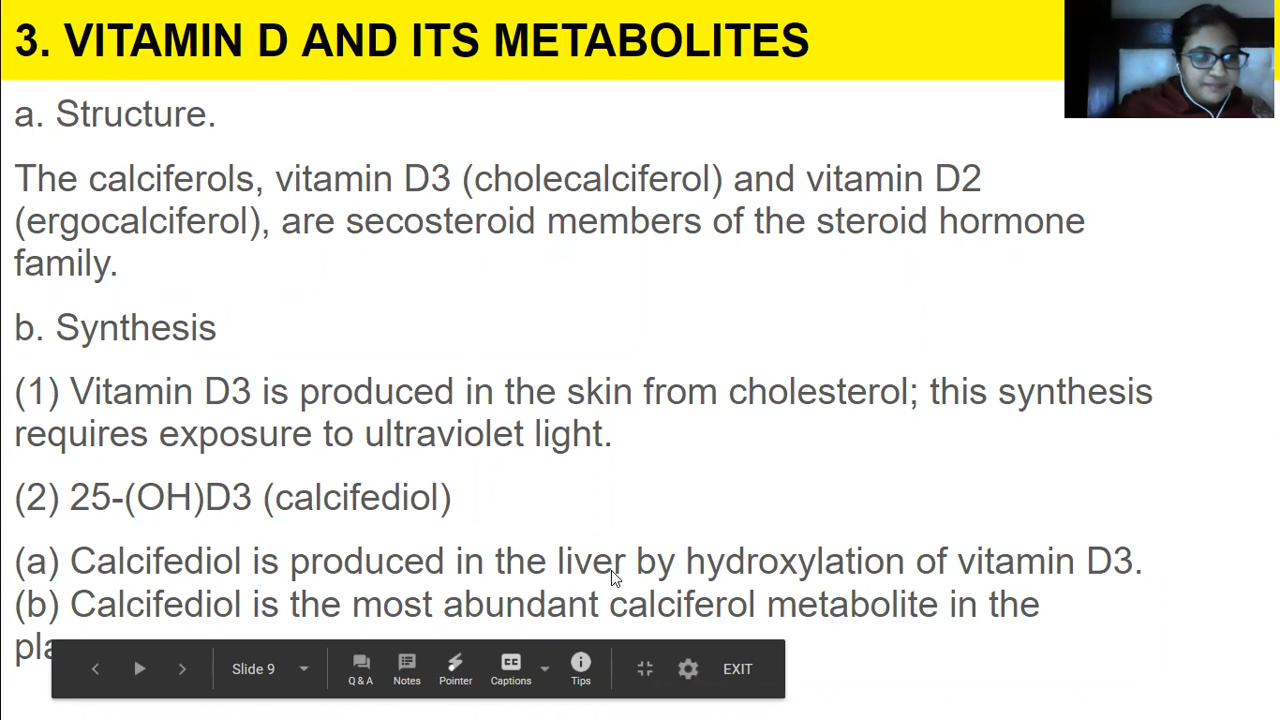 3. VITAMIN D AND ITS METABOLITES
a. Structure.
The calciferols, vitamin D3 (cholecalciferol) and vitamin D2
(ergocalciferol), are secosteroid members of the steroid hormone
family.
b. Synthesis
(1) Vitamin D3 is produced in the skin from cholesterol; this synthesis
requires exposure to ultraviolet light.
(2) 25-(OH)D3 (calcifediol)
(a) Calcifediol is produced in the liver by hydroxylation of vitamin D3.
(b) Calcifediol is the most abundant calciferol metabolite in the
Slide 9
Q & A
Notes
Pointer
CC
Captions
Tips
EXIT